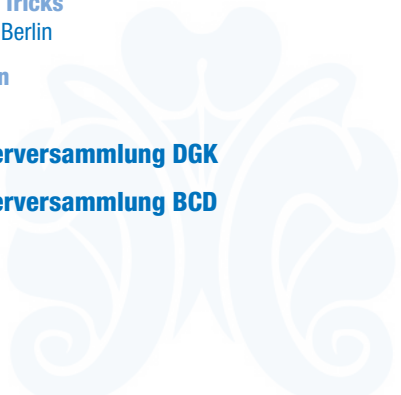 Tricks
Berlin
n
erversammlung DGK
erversammlung BCD